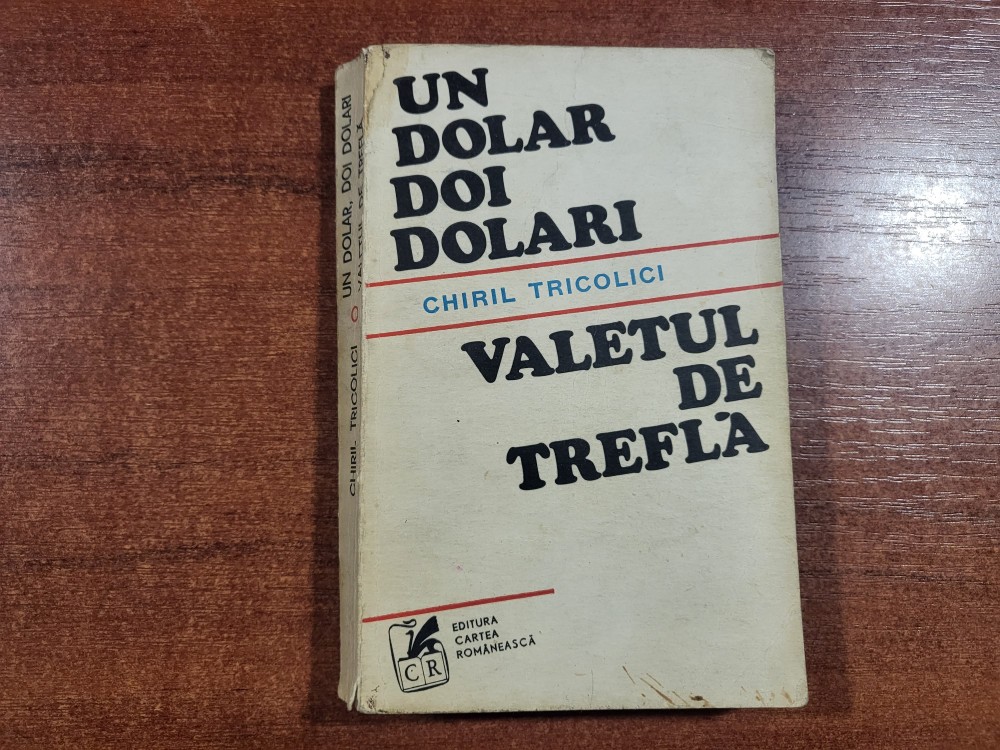 UN
DOLAR
DOI
DOLARI
CHIRIL TRICOLICI
VALETUL
DE
TREFLĂ
EDITURA
CARTEA
ROMÂNEASCĂ
CR
CHIRIL TRICOLICI
UN DOLAR, DOI DOLARI
VALETUL DE TREFLĂ